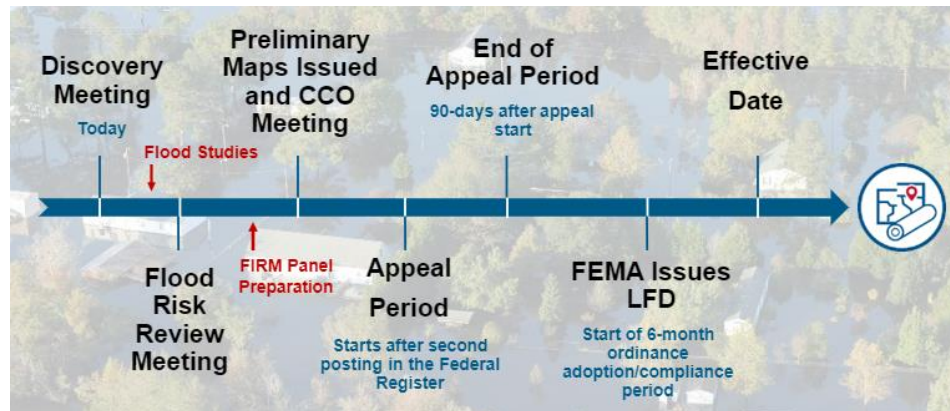 Discovery
Meeting
Today
Flood Studies
Flood
Risk
Review
Meeting
FIRM Panel
Preparation
Preliminary
Maps Issued
and CCO
Meeting
Appeal
Period
Starts after second
posting in the Federal
Register
End of
Appeal Period
90-days after appeal
start
FEMA Issues
LFD
Start of 6-month
ordinance
adoption/compliance
period
Effective
Date